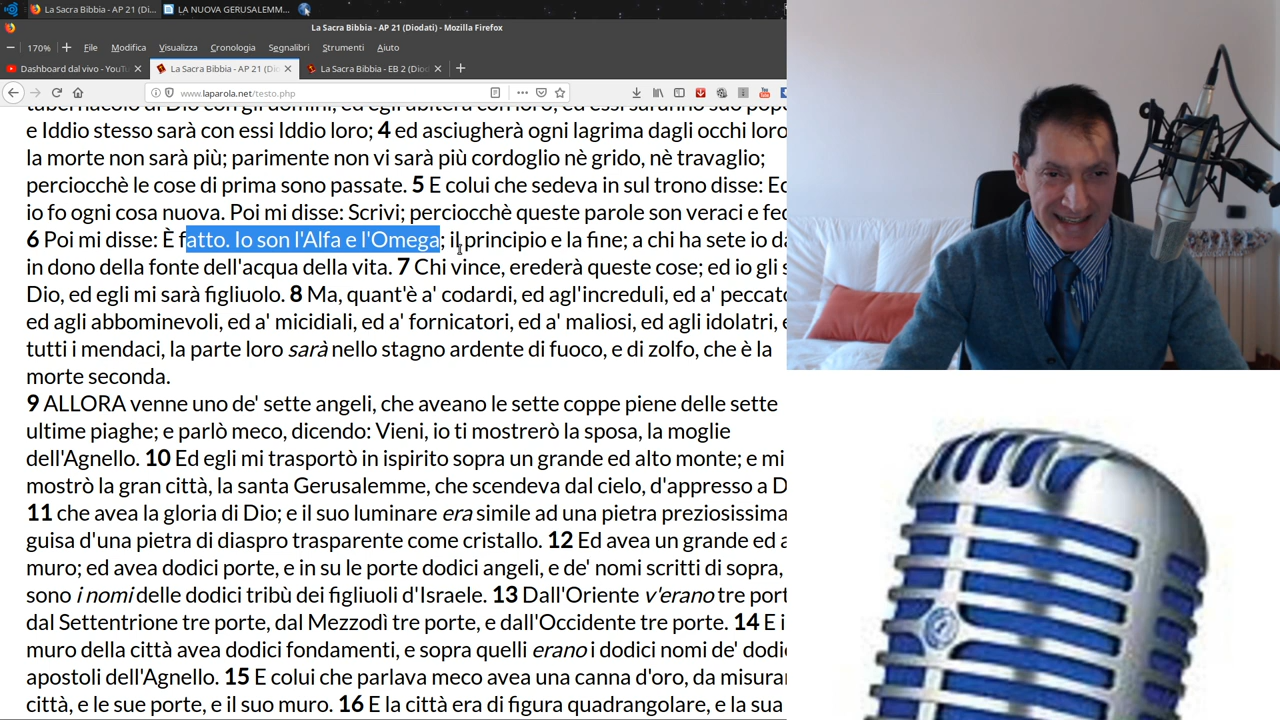 La Sacra Bibbia - AP 21 (Di...
LA NUOVA GERUSALEMM...
La Sacra Bibbia - AP 21 (Diodati) - Mozilla Firefox
170%
File Modifica Visualizza Cronologia Segnalibri Strumenti Aiuto
Dashboard dal vivo - YouTu
La Sacra Bibbia - AP 21 (Dio
La Sacra Bibbia - EB 2 (Diod
www.laparola.net/testo.php
tabernacolo di Dio con gli uomini, ed egli abiterà con loro; ed essi saranno suo popo
e Iddio stesso sarà con essi Iddio loro; 4 ed asciugherà ogni lagrima dagli occhi loro
la morte non sarà più; parimente non vi sarà più cordoglio nè grido, nè travaglio;
perciocchè le cose di prima sono passate. 5 E colui che sedeva in sul trono disse: Ec
io fo ogni cosa nuova. Poi mi disse: Scrivi; perciocchè queste parole son veraci e fed
6 Poi mi disse: È fatto. Io son l'Alfa e l'Omega; il principio e la fine; a chi ha sete io da
in dono della fonte dell'acqua della vita. 7 Chi vince, erederà queste cose; ed io gli s
Dio, ed egli mi sarà figliuolo. 8 Ma, quant'è a' codardi, ed agl'increduli, ed a' peccato
ed agli abbominevoli, ed a' micidiali, ed a' fornicatori, ed a' maliosi, ed agli idolatri, e
tutti i mendaci, la parte loro sarà nello stagno ardente di fuoco, e di zolfo, che è la
morte seconda.
9 ALLORA venne uno de' sette angeli, che aveano le sette coppe piene delle sette
ultime piaghe; e parlò meco, dicendo: Vieni, io ti mostrerò la sposa, la moglie
dell'Agnello. 10 Ed egli mi trasportò in ispirito sopra un grande ed alto monte; e mi
mostrò la gran città, la santa Gerusalemme, che scendeva dal cielo, d'appresso a D
11 che avea la gloria di Dio; e il suo luminare era simile ad una pietra preziosissima
guisa d'una pietra di diaspro trasparente come cristallo. 12 Ed avea un grande ed a
muro; ed avea dodici porte, e in su le porte dodici angeli, e de' nomi scritti di sopra,
sono i nomi delle dodici tribù dei figliuoli d'Israele. 13 Dall'Oriente v'erano tre port
dal Settentrione tre porte, dal Mezzodì tre porte, e dall'Occidente tre porte. 14 E i
muro della città avea dodici fondamenti, e sopra quelli erano i dodici nomi de' dodic
apostoli dell'Agnello. 15 E colui che parlava meco avea una canna d'oro, da misurar
città, e le sue porte, e il suo muro. 16 E la città era di figura quadrangolare, e la sua